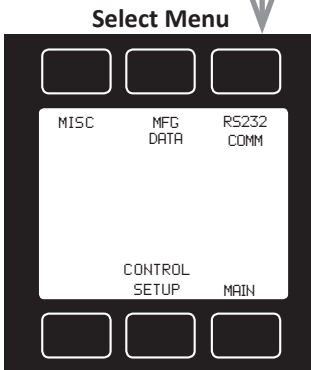 Select Menu
MISC MFG RS232
DATA COMM
CONTROL
SETUP MAIN